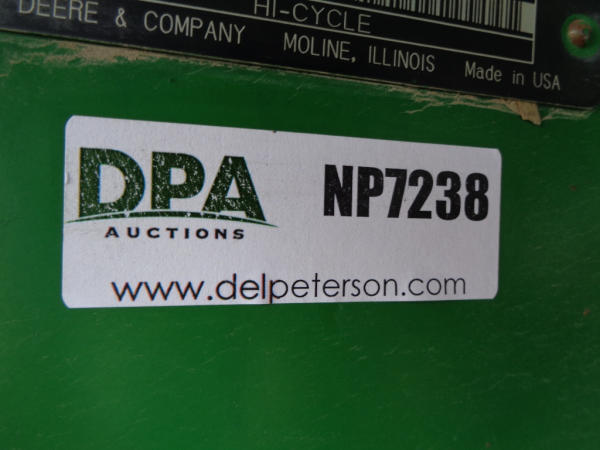 HI-CYCLE
DEERE & COMPANY MOLINE, ILLINOIS Made in USA
DPA NP7238
AUCTIONS
www.delpeterson.com